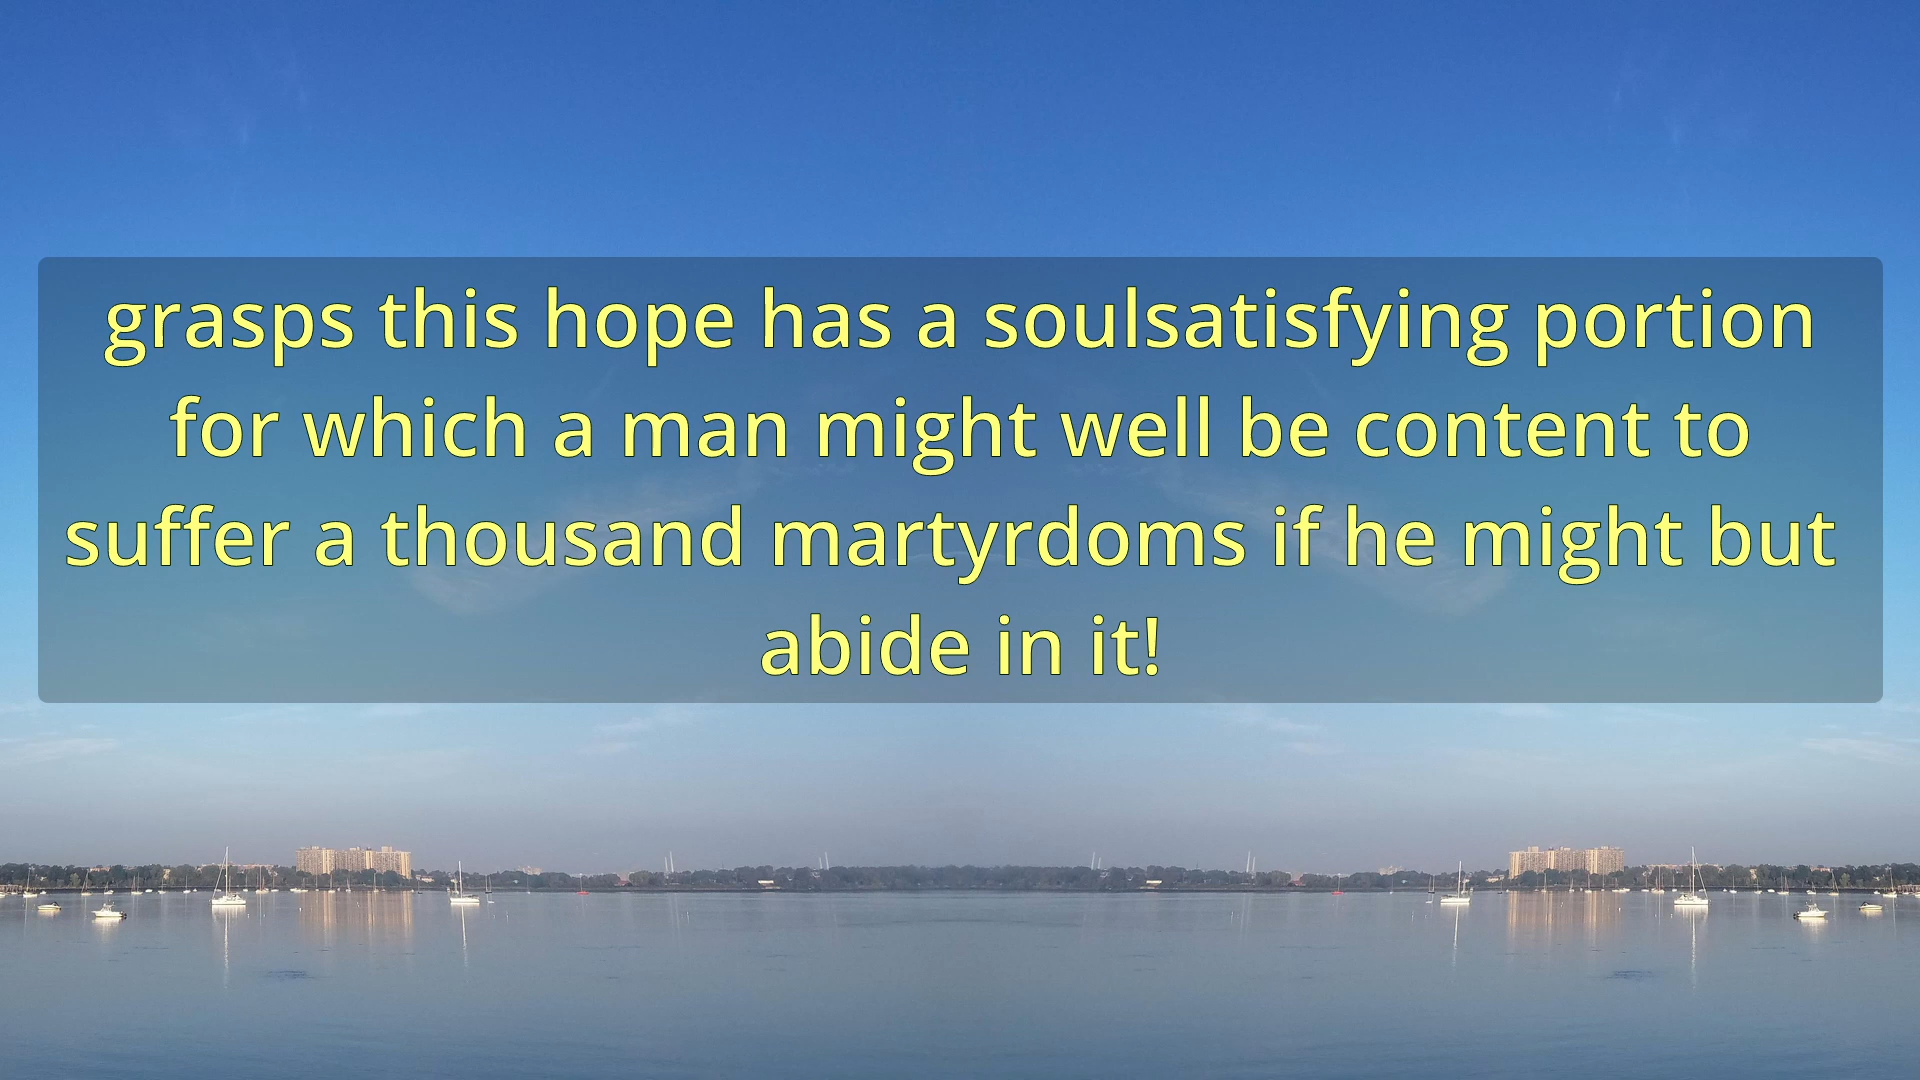 grasps this hope has a soulsatisfying portion
for which a man might well be content to
suffer a thousand martyrdoms if he might but
abide in it!